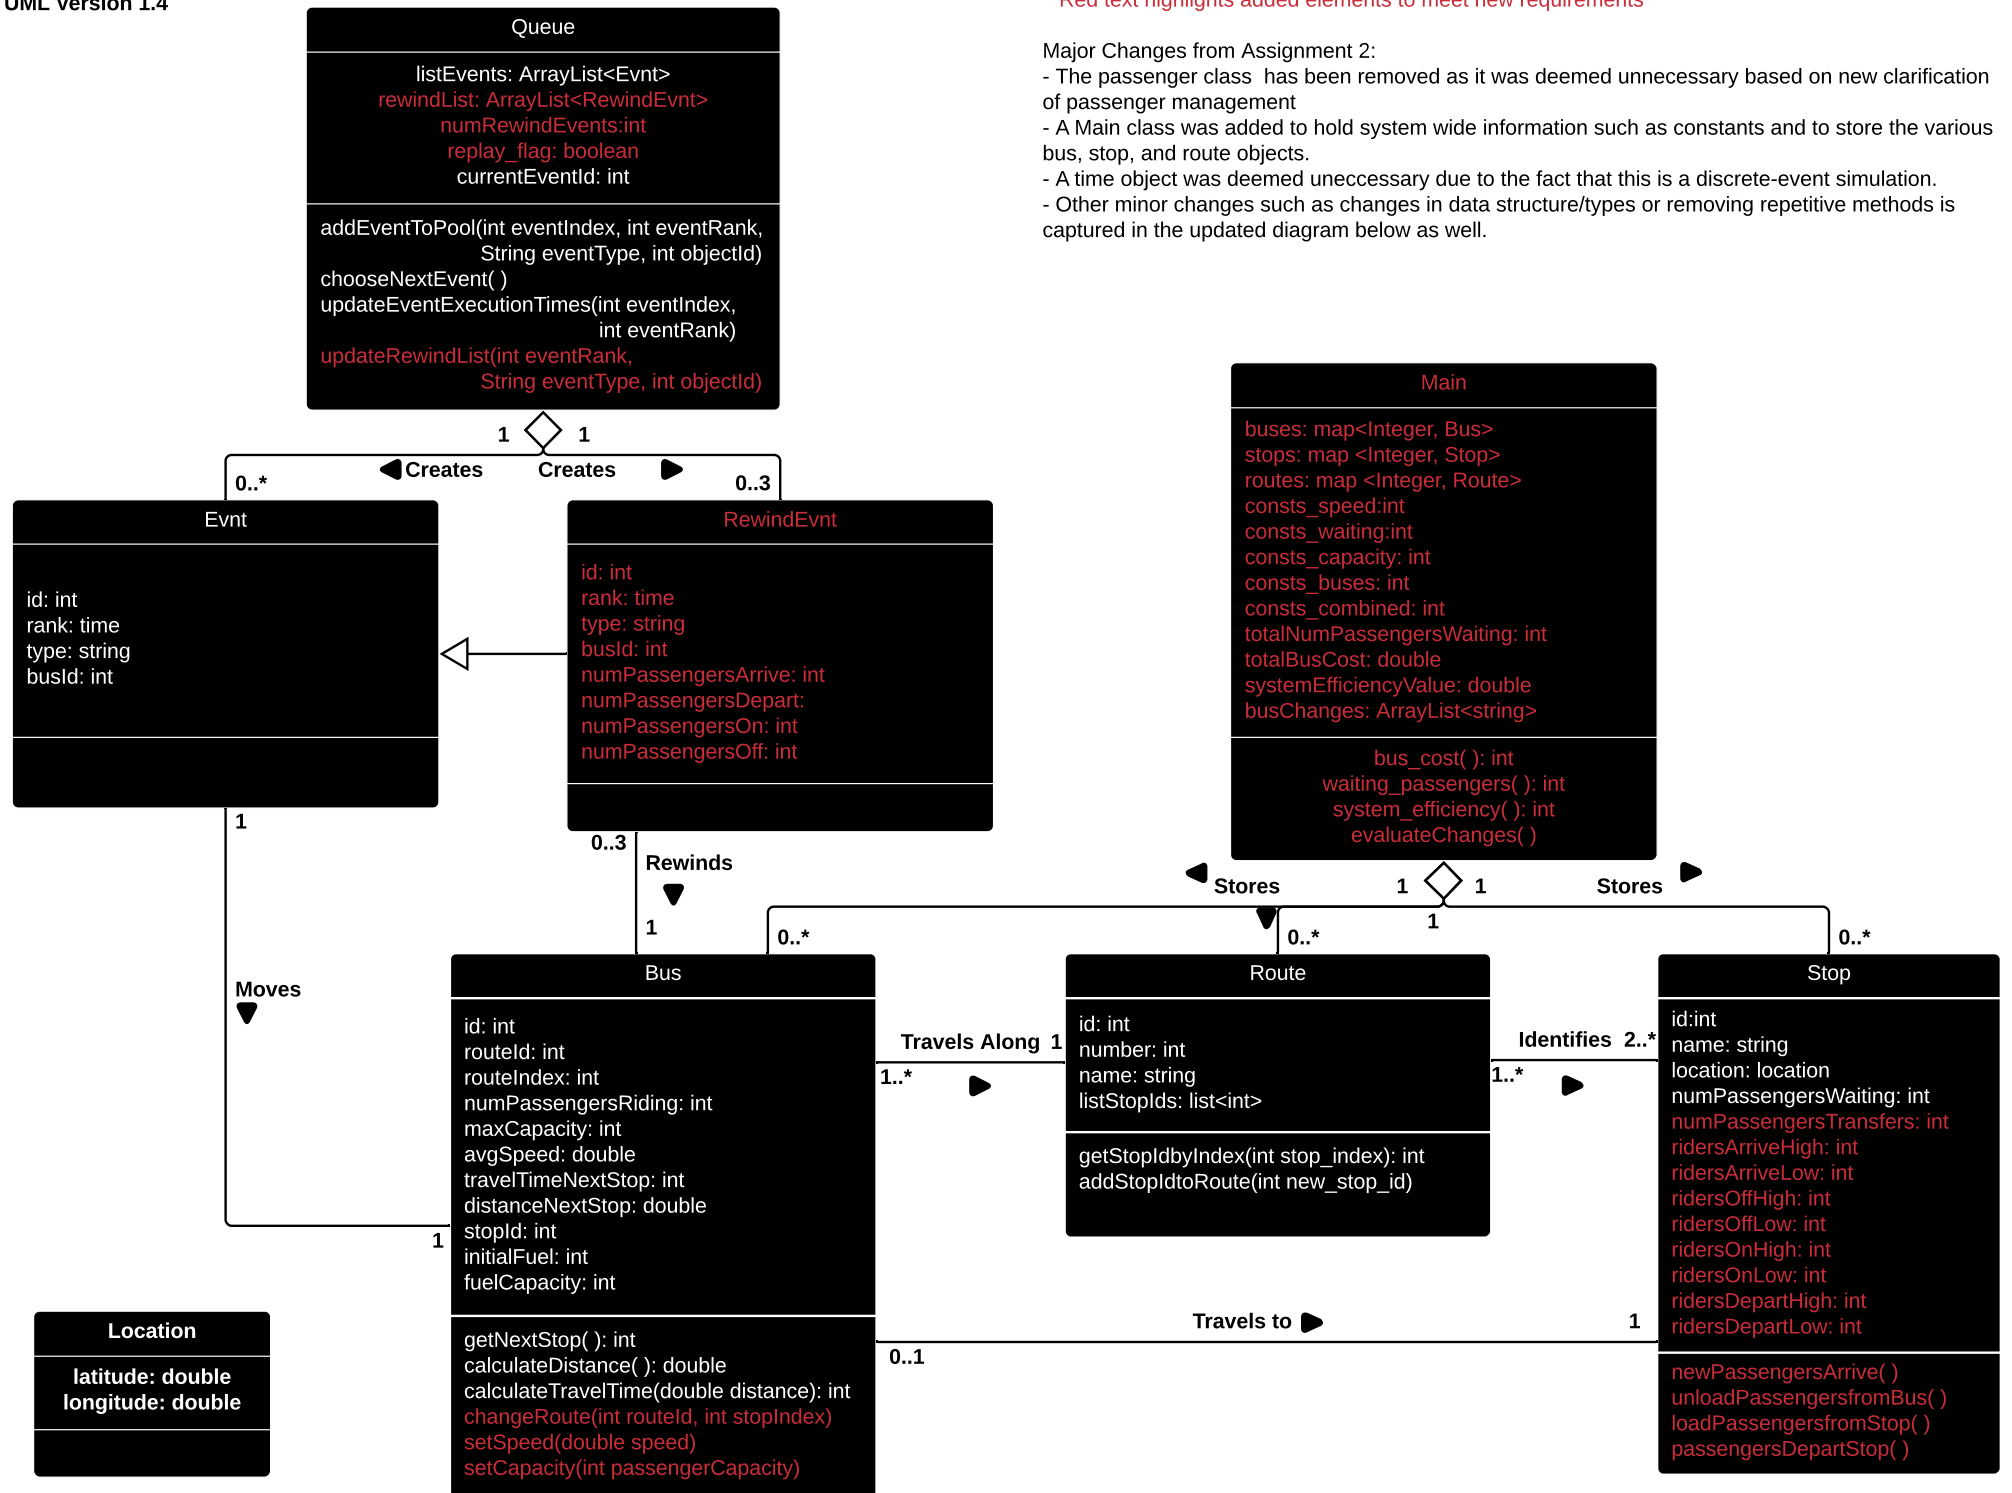 UML Version 1.4
Red text highlights added elements to meet new requirements
Major Changes from Assignment 2:
- The passenger class  has been removed as it was deemed unnecessary based on new clarification
of passenger management
- A Main class was added to hold system wide information such as constants and to store the various
bus, stop, and route objects.
- A time object was deemed uneccessary due to the fact that this is a discrete-event simulation.
- Other minor changes such as changes in data structure/types or removing repetitive methods is
captured in the updated diagram below as well.
Queue
listEvents: ArrayList<Evnt>
rewindList: ArrayList<RewindEvnt>
numRewindEvents:int
replay_flag: boolean
currentEventId: int
addEventToPool(int eventIndex, int eventRank,
String eventType, int objectId)
chooseNextEvent( )
updateEventExecutionTimes(int eventIndex,
int eventRank)
updateRewindList(int eventRank,
String eventType, int objectId)
1 1
Creates Creates
0..* 0..3
Evnt
id: int
rank: time
type: string
busId: int
RewindEvnt
id: int
rank: time
type: string
busId: int
numPassengersArrive: int
numPassengersDepart:
numPassengersOn: int
numPassengersOff: int
Main
buses: map<Integer, Bus>
stops: map <Integer, Stop>
routes: map <Integer, Route>
consts_speed:int
consts_waiting:int
consts_capacity: int
consts_buses: int
consts_combined: int
totalNumPassengersWaiting: int
totalBusCost: double
systemEfficiencyValue: double
busChanges: ArrayList<string>
bus_cost( ): int
waiting_passengers( ): int
system_efficiency( ): int
evaluateChanges( )
1
0..3
Rewinds
1
Stores 1 1 Stores
1
0..* 0..* 0..*
Moves
1
Bus
id: int
routeId: int
routeIndex: int
numPassengersRiding: int
maxCapacity: int
avgSpeed: double
travelTimeNextStop: int
distanceNextStop: double
stopId: int
initialFuel: int
fuelCapacity: int
getNextStop( ): int
calculateDistance( ): double
calculateTravelTime(double distance): int
changeRoute(int routeId, int stopIndex)
setSpeed(double speed)
setCapacity(int passengerCapacity)
Travels Along 1
1..*
Route
id: int
number: int
name: string
listStopIds: list<int>
getStopIdbyIndex(int stop_index): int
addStopIdtoRoute(int new_stop_id)
Identifies 2..*
1..*
Stop
id:int
name: string
location: location
numPassengersWaiting: int
numPassengersTransfers: int
ridersArriveHigh: int
ridersArriveLow: int
ridersOffHigh: int
ridersOffLow: int
ridersOnHigh: int
ridersOnLow: int
ridersDepartHigh: int
ridersDepartLow: int
newPassengersArrive( )
unloadPassengersfromBus( )
loadPassengersfromStop( )
passengersDepartStop( )
Travels to 1
0..1
Location
latitude: double
longitude: double